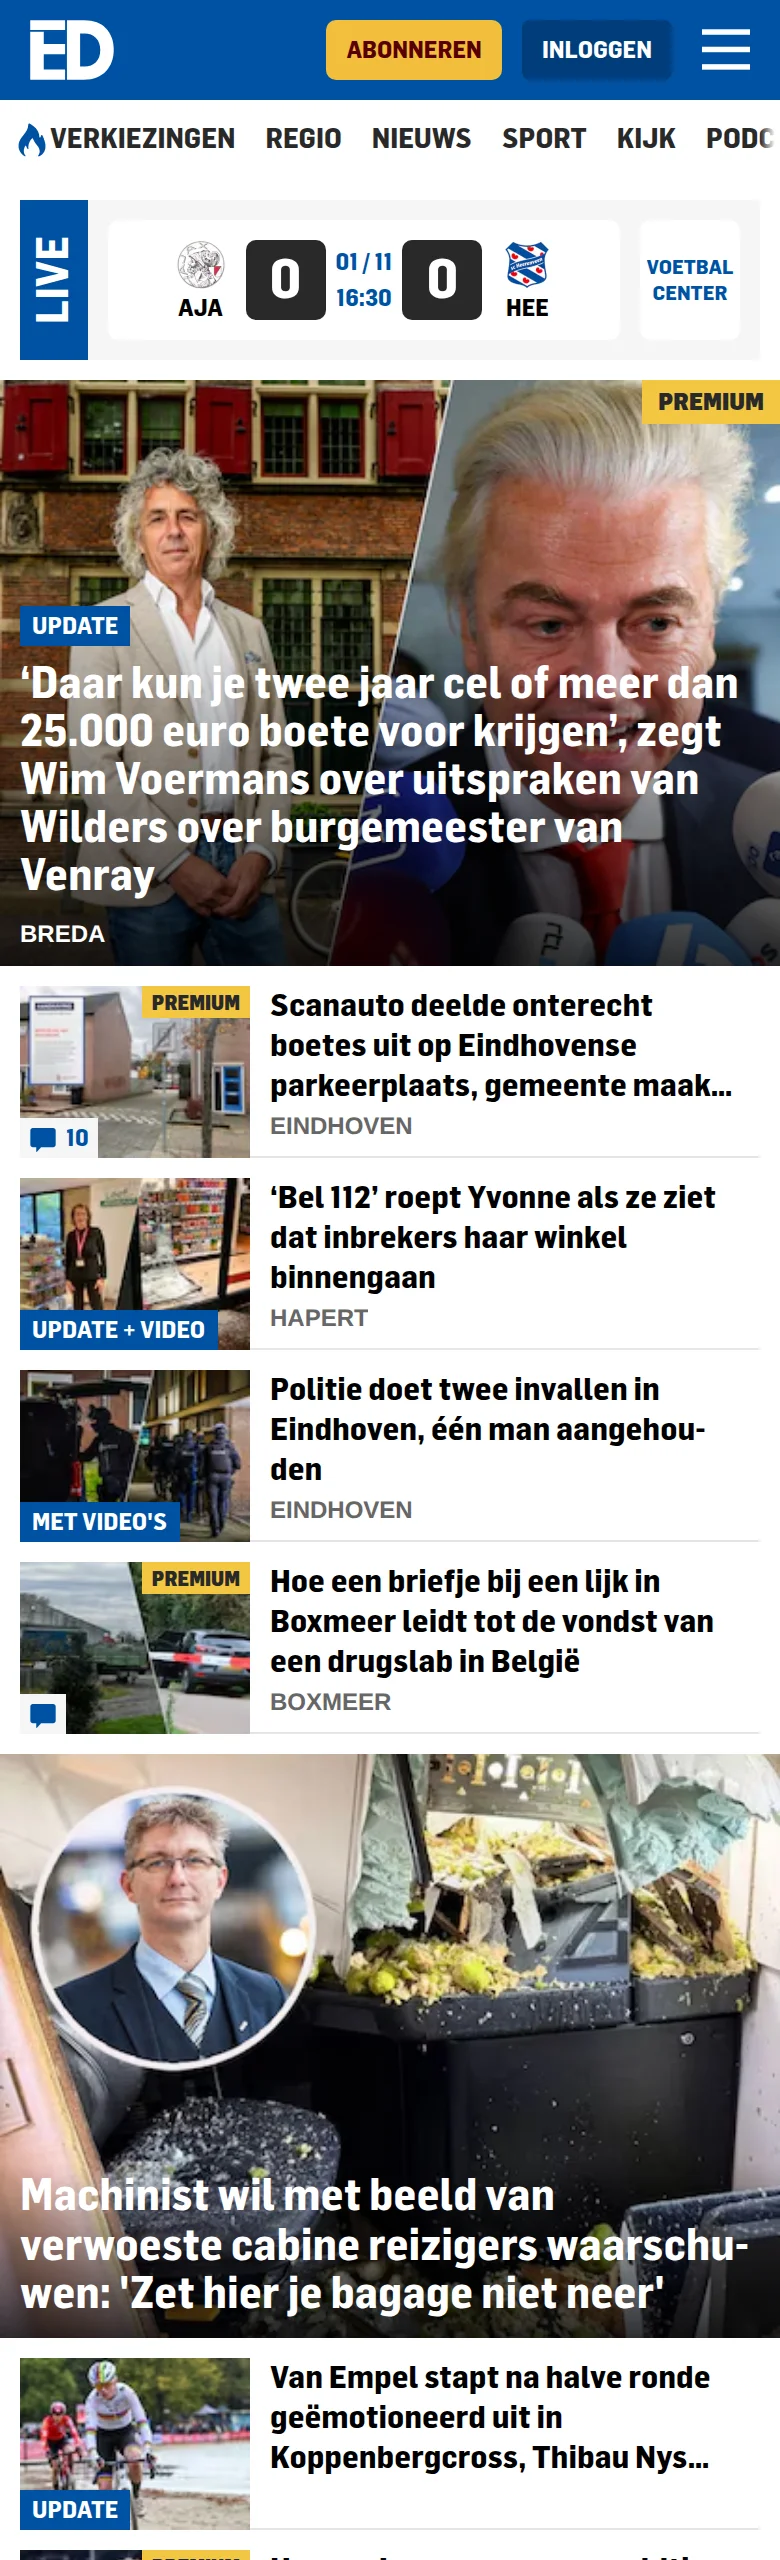 ED
ABONNEREN
INLOGGEN
VERKIEZINGEN REGIO NIEUWS SPORT KIJK PODC
LIVE
AJA
0
01 / 11
16:30
0
HEE
VOETBAL
CENTER
PREMIUM
UPDATE
‘Daar kun je twee jaar cel of meer dan
25.000 euro boete voor krijgen’, zegt
Wim Voermans over uitspraken van
Wilders over burgemeester van
Venray
BREDA
PREMIUM
10
Scanauto deelde onterecht
boetes uit op Eindhovense
parkeerplaats, gemeente maak...
EINDHOVEN
UPDATE + VIDEO
‘Bel 112’ roept Yvonne als ze ziet
dat inbrekers haar winkel
binnengaan
HAPERT
MET VIDEO'S
Politie doet twee invallen in
Eindhoven, één man aangehou-
den
EINDHOVEN
PREMIUM
Hoe een briefje bij een lijk in
Boxmeer leidt tot de vondst van
een drugslab in België
BOXMEER
Machinist wil met beeld van
verwoeste cabine reizigers waarschu-
wen: 'Zet hier je bagage niet neer'
UPDATE
Van Empel stapt na halve ronde
geëmotioneerd uit in
Koppenbergcross, Thibau Nys...